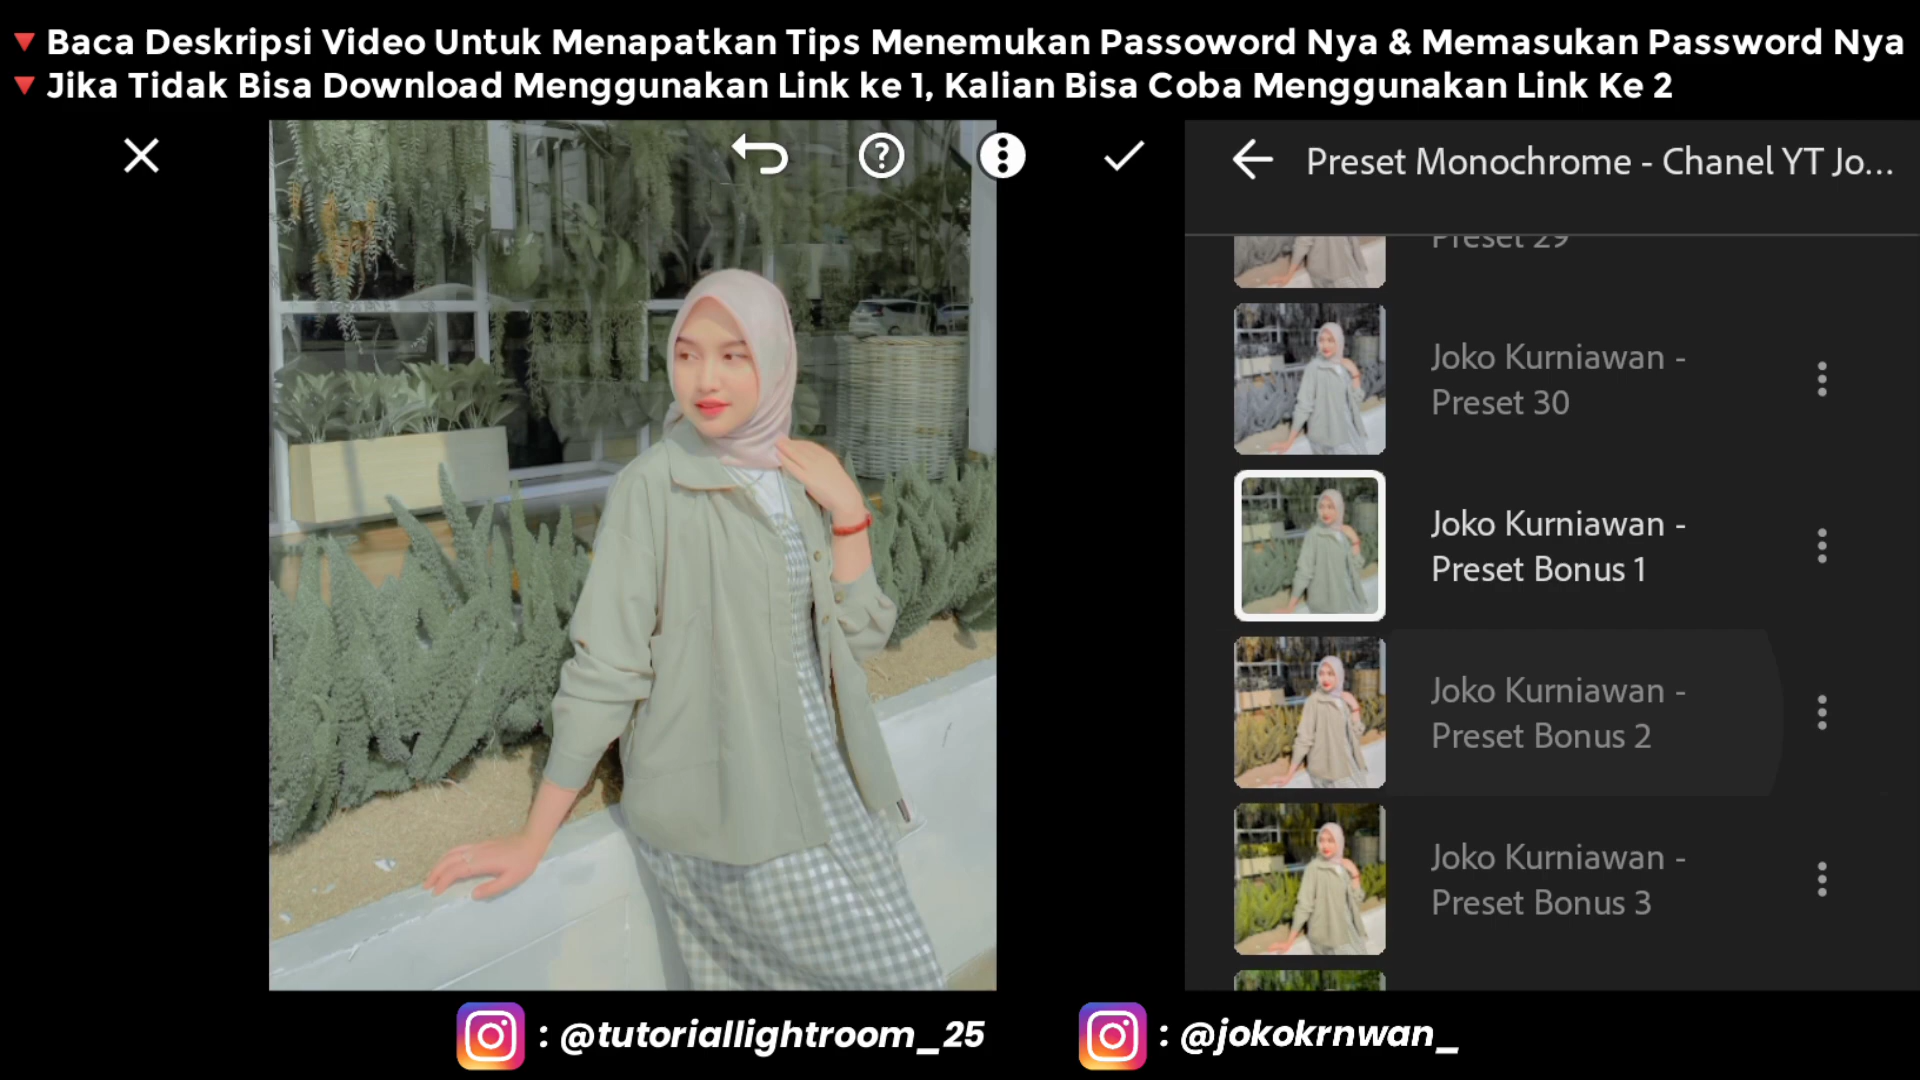 Baca Deskripsi Video Untuk Menapatkan Tips Menemukan Passoword Nya & Memasukan Password Nya
Jika Tidak Bisa Download Menggunakan Link ke 1, Kalian Bisa Coba Menggunakan Link Ke 2
Preset Monochrome - Chanel YT Jo...
Preset 29
Joko Kurniawan -
Preset 30
Joko Kurniawan -
Preset Bonus 1
Joko Kurniawan -
Preset Bonus 2
Joko Kurniawan -
Preset Bonus 3
: @tutoriallightroom_25
: @jokokrnwan_